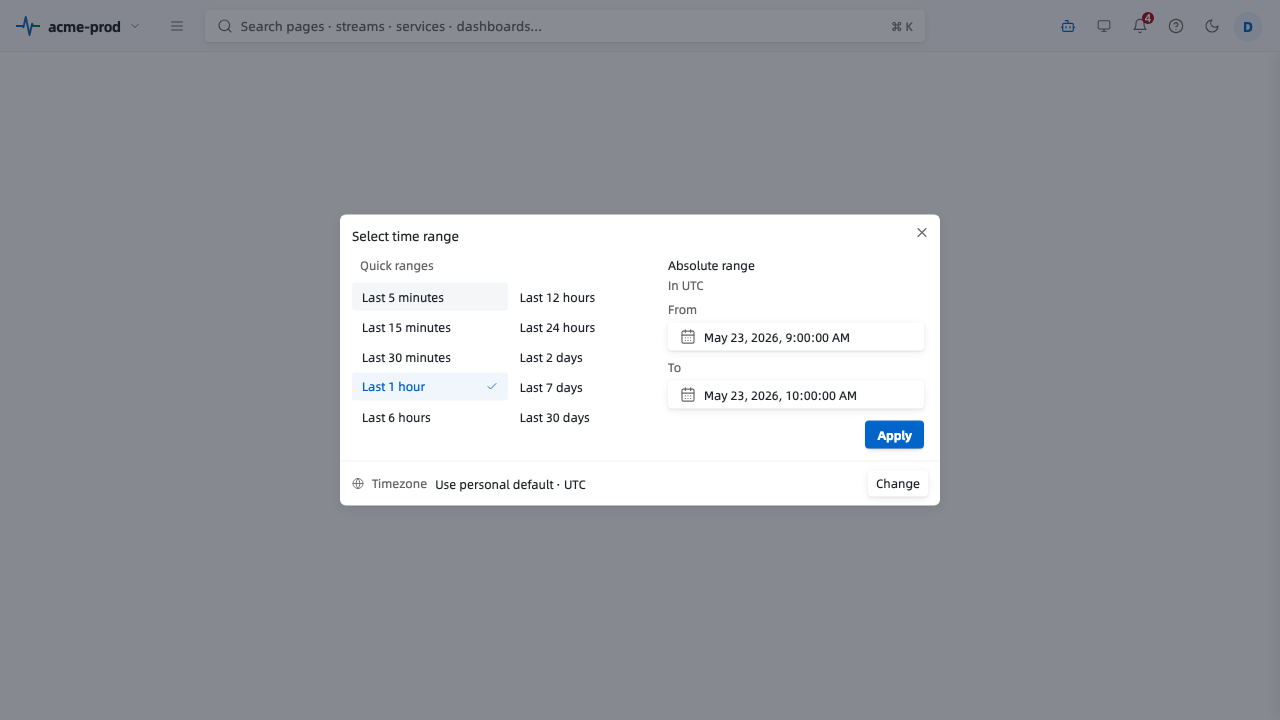 acme-prod
Search pages · streams · services · dashboards...
⌘ K
4
D
Select time range
Quick ranges
Last 5 minutes
Last 15 minutes
Last 30 minutes
Last 1 hour
Last 6 hours
Last 12 hours
Last 24 hours
Last 2 days
Last 7 days
Last 30 days
Absolute range
In UTC
From
May 23, 2026, 9:00:00 AM
To
May 23, 2026, 10:00:00 AM
Apply
Timezone Use personal default · UTC
Change